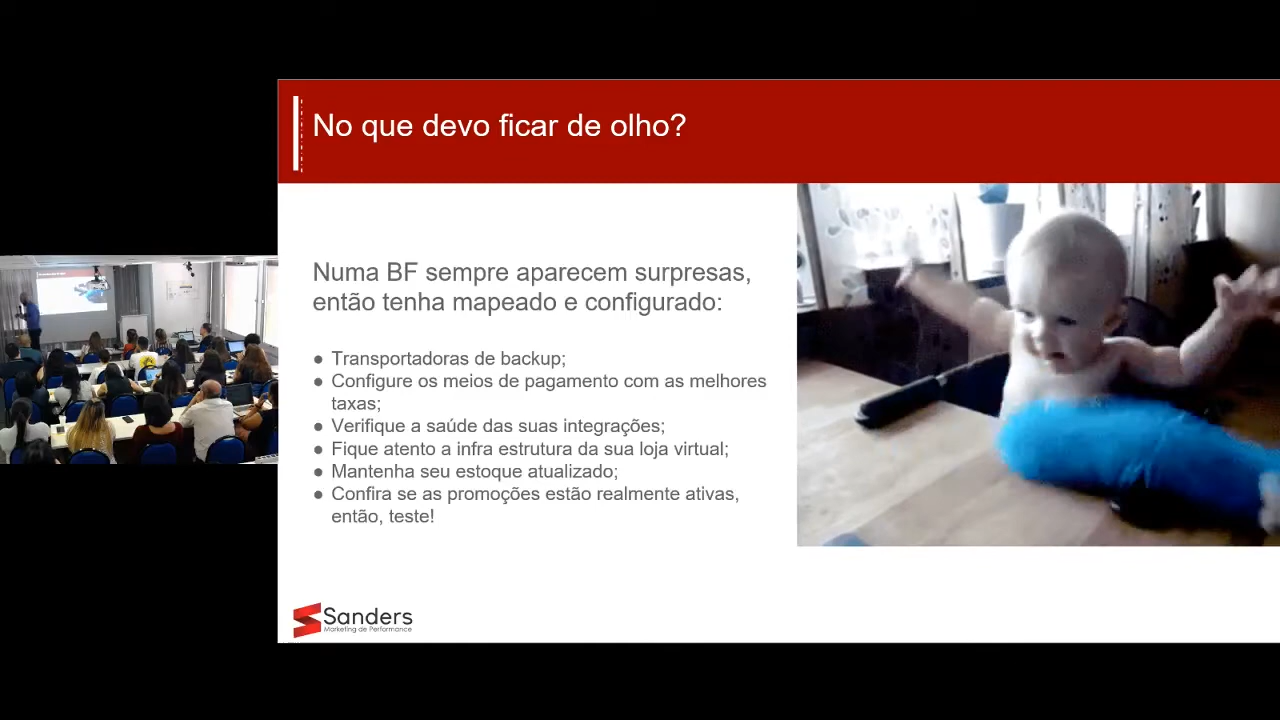 No que devo ficar de olho?
Numa BF sempre aparecem surpresas,
então tenha mapeado e configurado:
● Transportadoras de backup;
● Configure os meios de pagamento com as melhores
taxas;
● Verifique a saúde das suas integrações;
● Fique atento a infra estrutura da sua loja virtual;
● Mantenha seu estoque atualizado;
● Confira se as promoções estão realmente ativas,
então, teste!
Sanders
Marketing de Performance